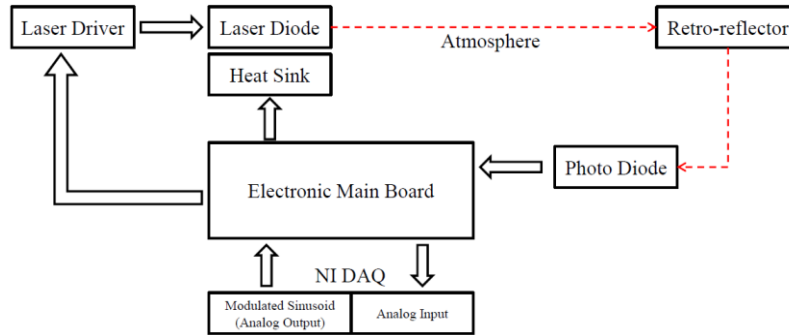 Laser Driver
Laser Diode
Atmosphere
Retro-reflector
Heat Sink
Electronic Main Board
Photo Diode
NI DAQ
Modulated Sinusoid
(Analog Output)
Analog Input